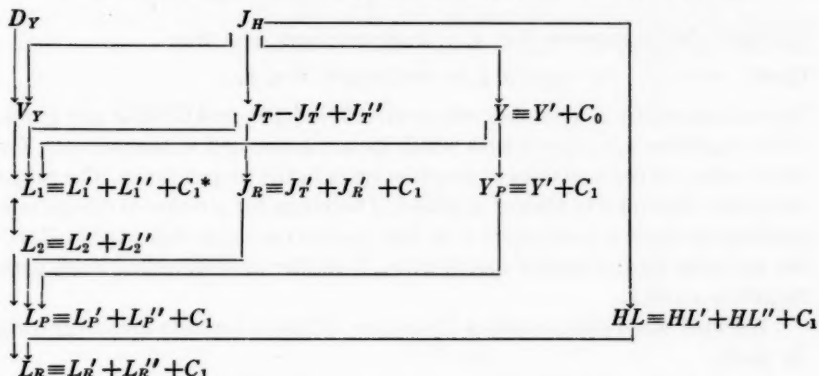 D_Y J_H
V_Y J_T−J_T′+J_T″ Y≡Y′+C_0
L_1≡L_1′+L_1″+C_1* J_R≡J_T′+J_R′+C_1 Y_P≡Y′+C_1
L_2≡L_2′+L_2″
L_P≡L_P′+L_P″+C_1 HL≡HL′+HL″+C_1
L_R≡L_R′+L_R″+C_1